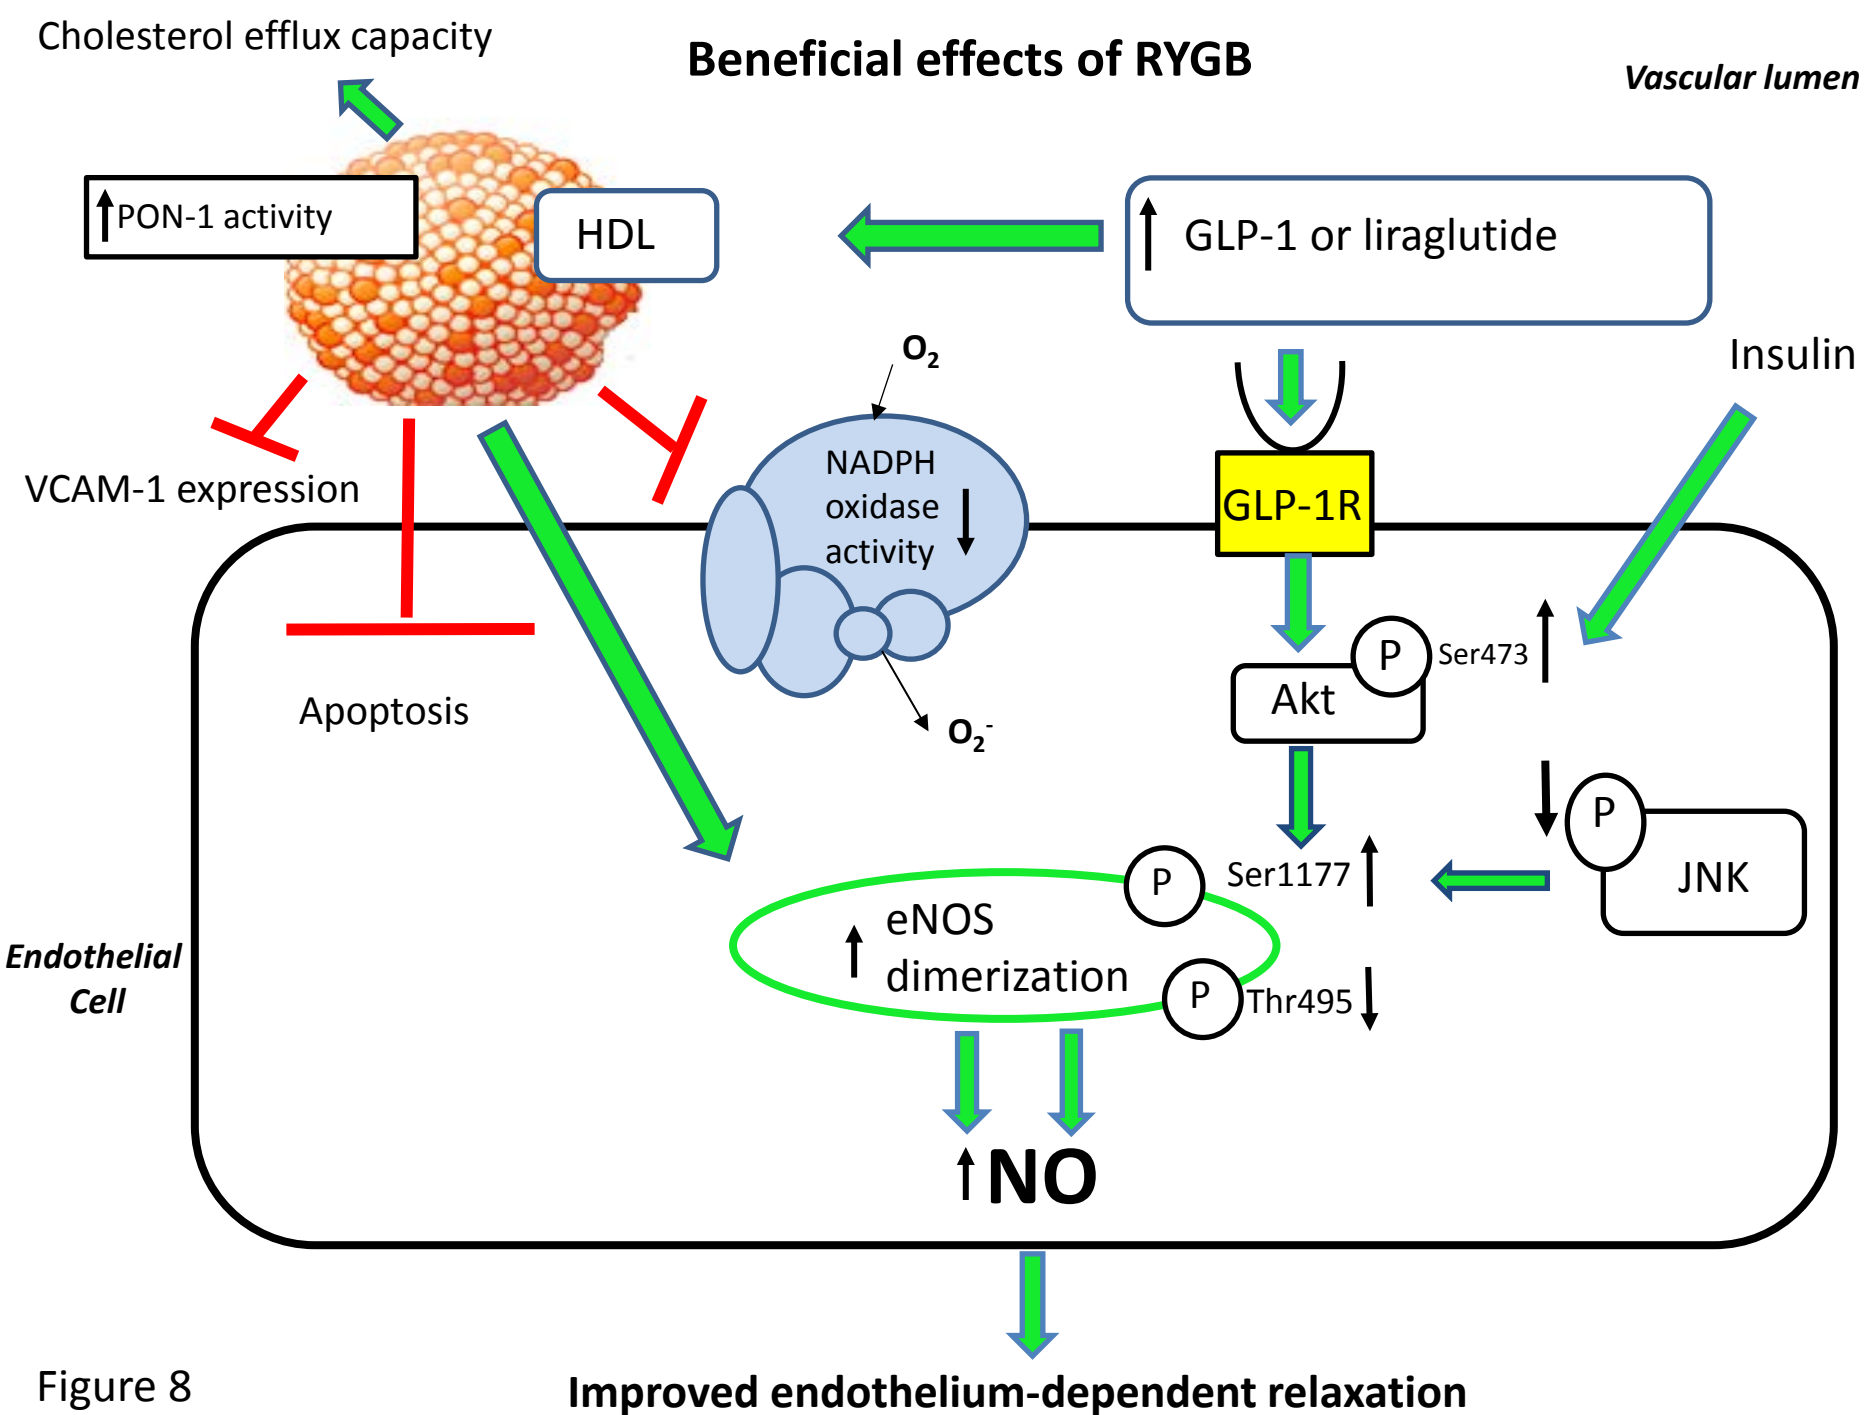 Cholesterol efflux capacity
Beneficial effects of RYGB
Vascular lumen
PON-1 activity
HDL
GLP-1 or liraglutide
O₂
Insulin
NADPH
oxidase
activity
VCAM-1 expression
GLP-1R
P
Ser473
Akt
Apoptosis
O₂⁻
P
JNK
P
Ser1177
eNOS
dimerization
P
Thr495
Endothelial
Cell
NO
Figure 8
Improved endothelium-dependent relaxation